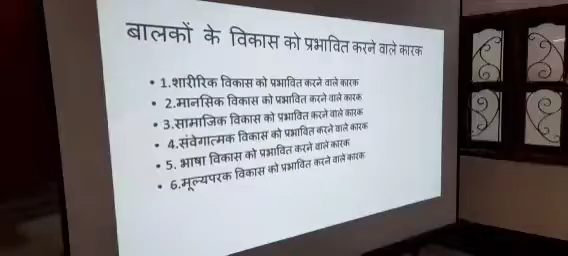 बालकों के विकास को प्रभावित करने वाले कारक
• 1.शारीरिक विकास को प्रभावित करने वाले कारक
• 2.मानसिक विकास को प्रभावित करने वाले कारक
• 3.सामाजिक विकास को प्रभावित करने वाले कारक
• 4.संवेगात्मक विकास को प्रभावित करने वाले कारक
• 5. भाषा विकास को प्रभावित करने वाले कारक
• 6.मूल्यपरक विकास को प्रभावित करने वाले कारक